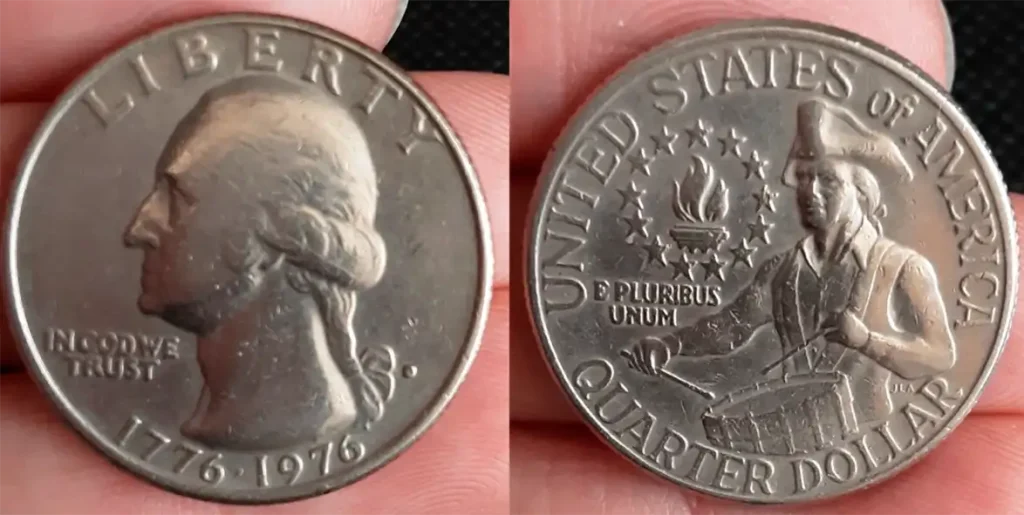 LIBERTY
IN GOD WE
TRUST
1776·1976
UNITED STATES of AMERICA
E PLURIBUS
UNUM
QUARTER DOLLAR